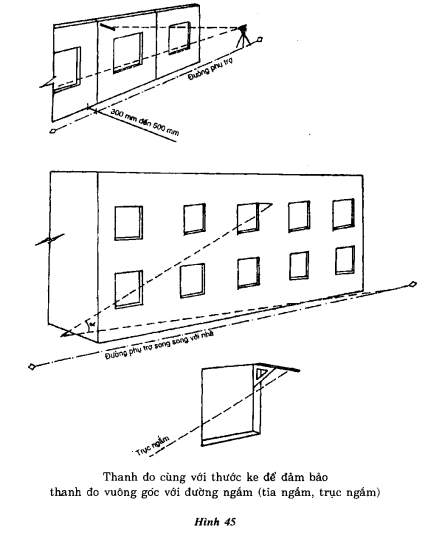 Đường phụ trợ
300 mm đến 500 mm
Đường phụ trợ song song với nhà
Trục ngắm
Thanh đo cùng với thước ke để đảm bảo
thanh đo vuông góc với đường ngắm (tia ngắm, trục ngắm)
Hình 45